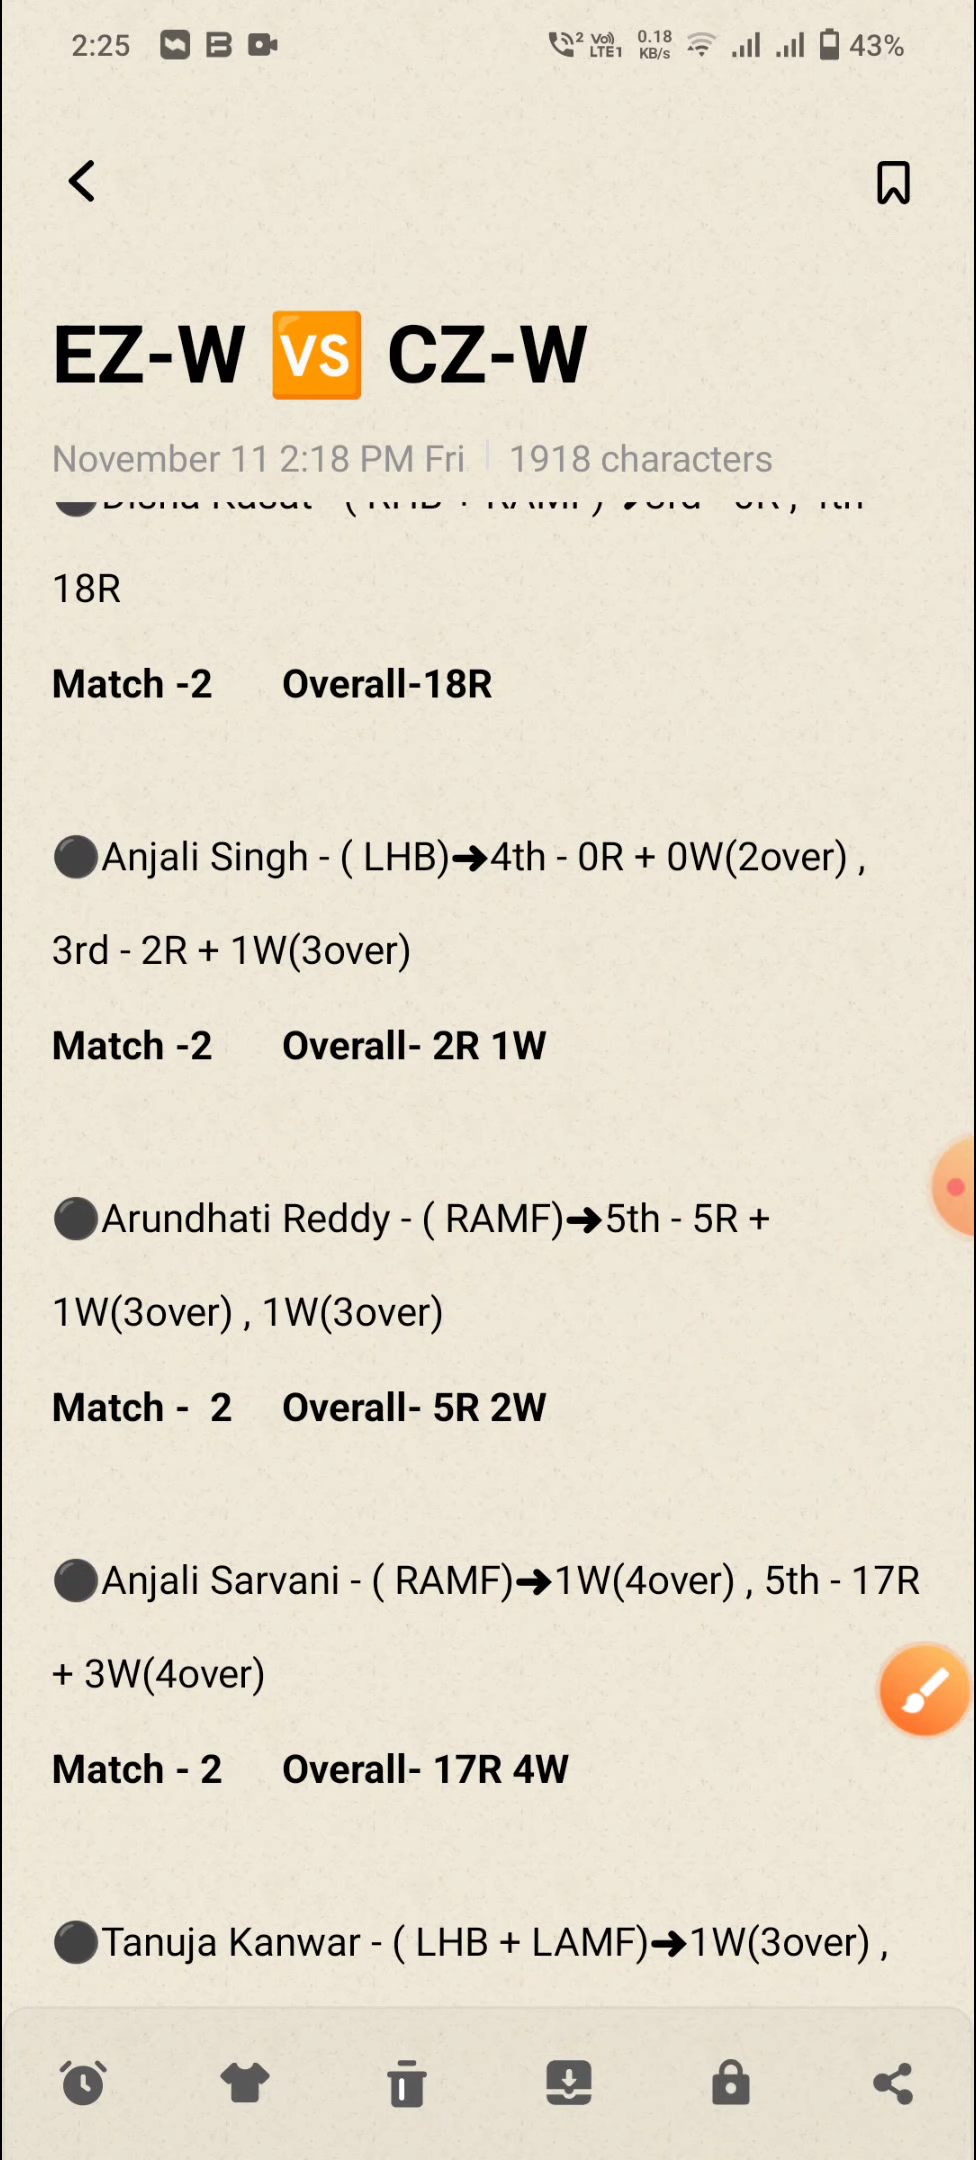 2:25 2 Vo) LTE1 0.18 KB/s 43%
EZ-W VS CZ-W
November 11 2:18 PM Fri | 1918 characters
18R
Match -2 Overall-18R
⚫Anjali Singh - ( LHB)➜4th - 0R + 0W(2over) ,
3rd - 2R + 1W(3over)
Match -2 Overall- 2R 1W
⚫Arundhati Reddy - ( RAMF)➜5th - 5R +
1W(3over) , 1W(3over)
Match - 2 Overall- 5R 2W
⚫Anjali Sarvani - ( RAMF)➜1W(4over) , 5th - 17R
+ 3W(4over)
Match - 2 Overall- 17R 4W
⚫Tanuja Kanwar - ( LHB + LAMF)➜1W(3over) ,